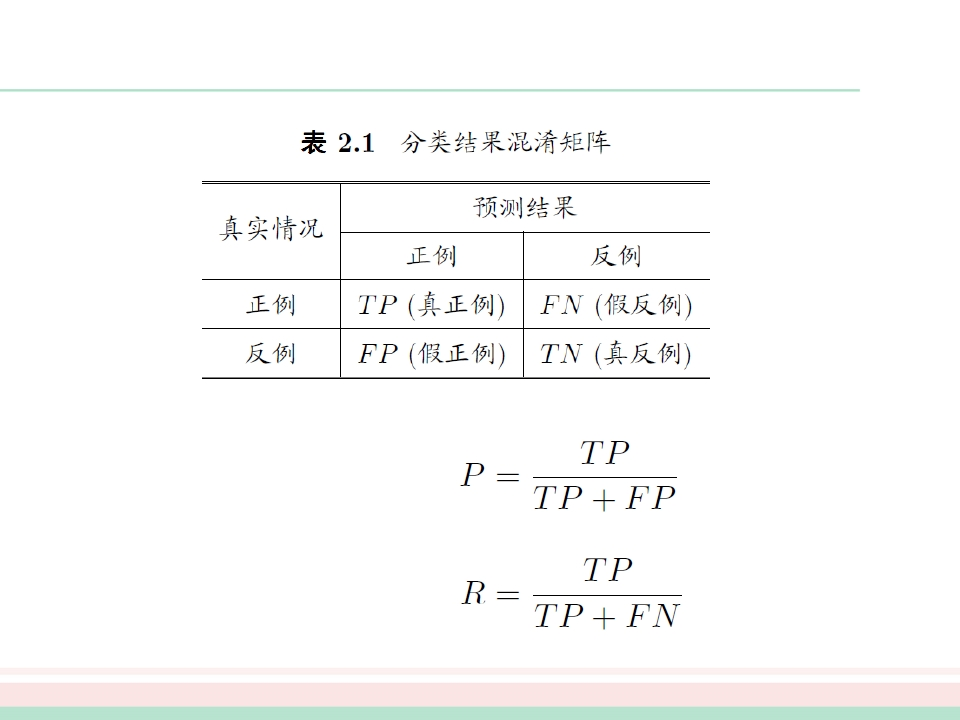 表 2.1 分类结果混淆矩阵
真实情况 预测结果
正例 反例
正例 TP (真正例) FN (假反例)
反例 FP (假正例) TN (真反例)
P = TP / TP + FP
R = TP / TP + FN